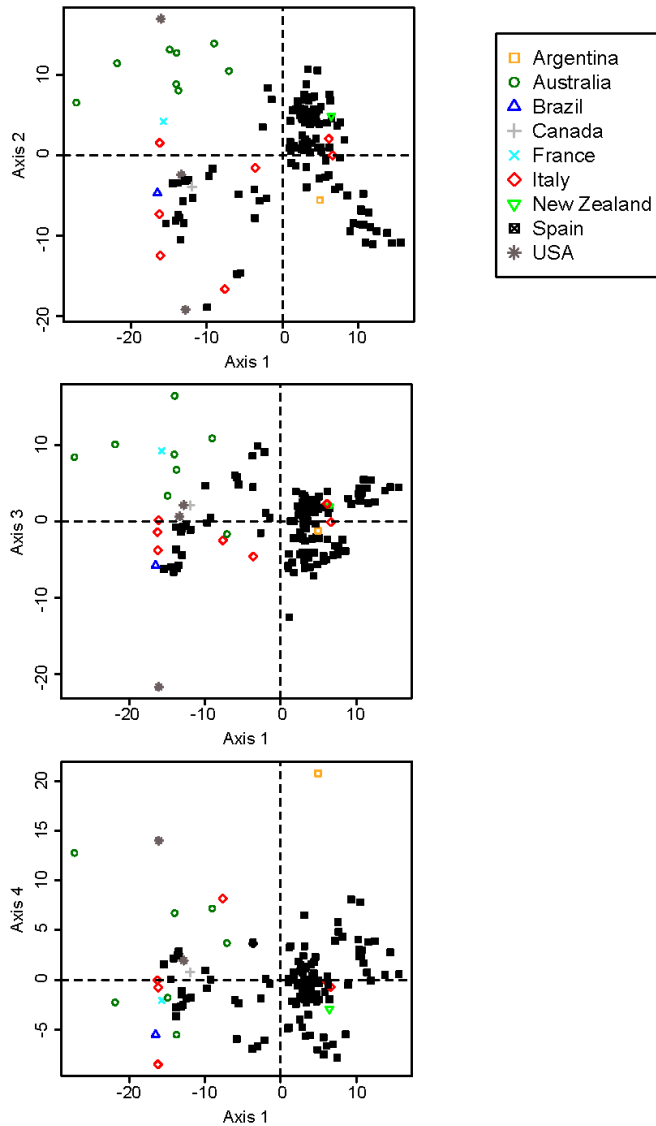 Axis 2
10
0
-10
-20
-20
-10
0
10
Axis 1
Argentina
Australia
Brazil
Canada
France
Italy
New Zealand
Spain
USA
Axis 3
10
0
-10
-20
-20
-10
0
10
Axis 1
Axis 4
20
15
10
5
0
-5
-20
-10
0
10
Axis 1